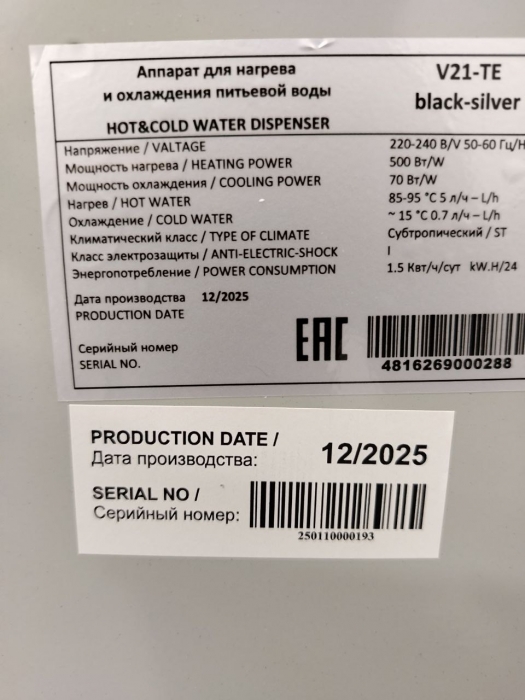 Аппарат для нагрева
и охлаждения питьевой воды
HOT&COLD WATER DISPENSER
V21-TE
black-silver
Напряжение / VALTAGE 220-240 В/V 50-60 Гц/H
Мощность нагрева / HEATING POWER 500 Вт/W
Мощность охлаждения / COOLING POWER 70 Вт/W
Нагрев / HOT WATER 85-95 °C 5 л/ч – L/h
Охлаждение / COLD WATER ~ 15 °C 0.7 л/ч – L/h
Климатический класс / TYPE OF CLIMATE Субтропический / ST
Класс электрозащиты / ANTI-ELECTRIC-SHOCK I
Энергопотребление / POWER CONSUMPTION 1.5 Квт/ч/сут kW.H/24
Дата производства 12/2025
PRODUCTION DATE
Серийный номер
SERIAL NO.
EAC
4816269000288
PRODUCTION DATE /
Дата производства: 12/2025
SERIAL NO /
Серийный номер:
250110000193